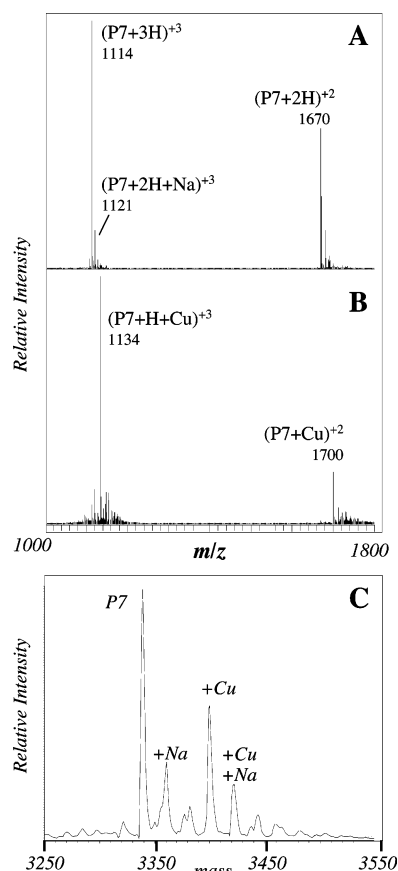 A
(P7+3H)+3
1114
(P7+2H)+2
1670
(P7+2H+Na)+3
1121
Relative Intensity
B
(P7+H+Cu)+3
1134
(P7+Cu)+2
1700
1000
m/z
1800
C
P7
+Cu
+Na
+Cu
+Na
Relative Intensity
3250
3350
3450
3550
mass